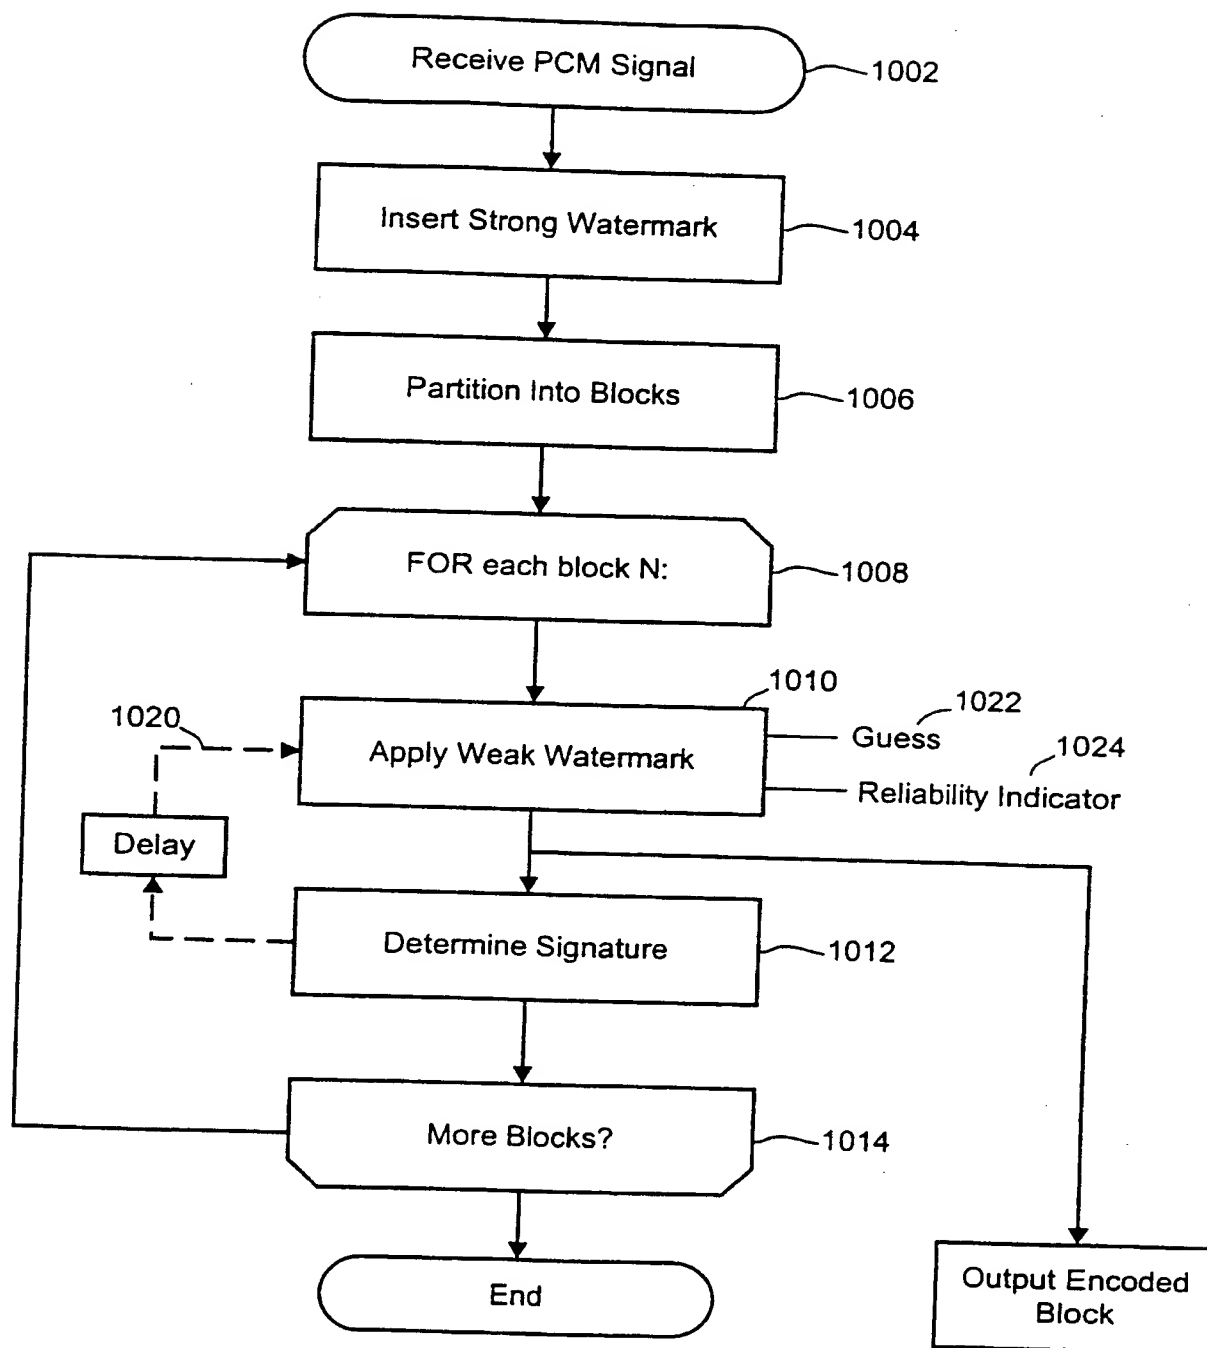 Receive PCM Signal
1002
Insert Strong Watermark
1004
Partition Into Blocks
1006
FOR each block N:
1008
1010
1022
1020
Guess
1024
Apply Weak Watermark
Reliability Indicator
Delay
Determine Signature
1012
More Blocks?
1014
End
Output Encoded
Block